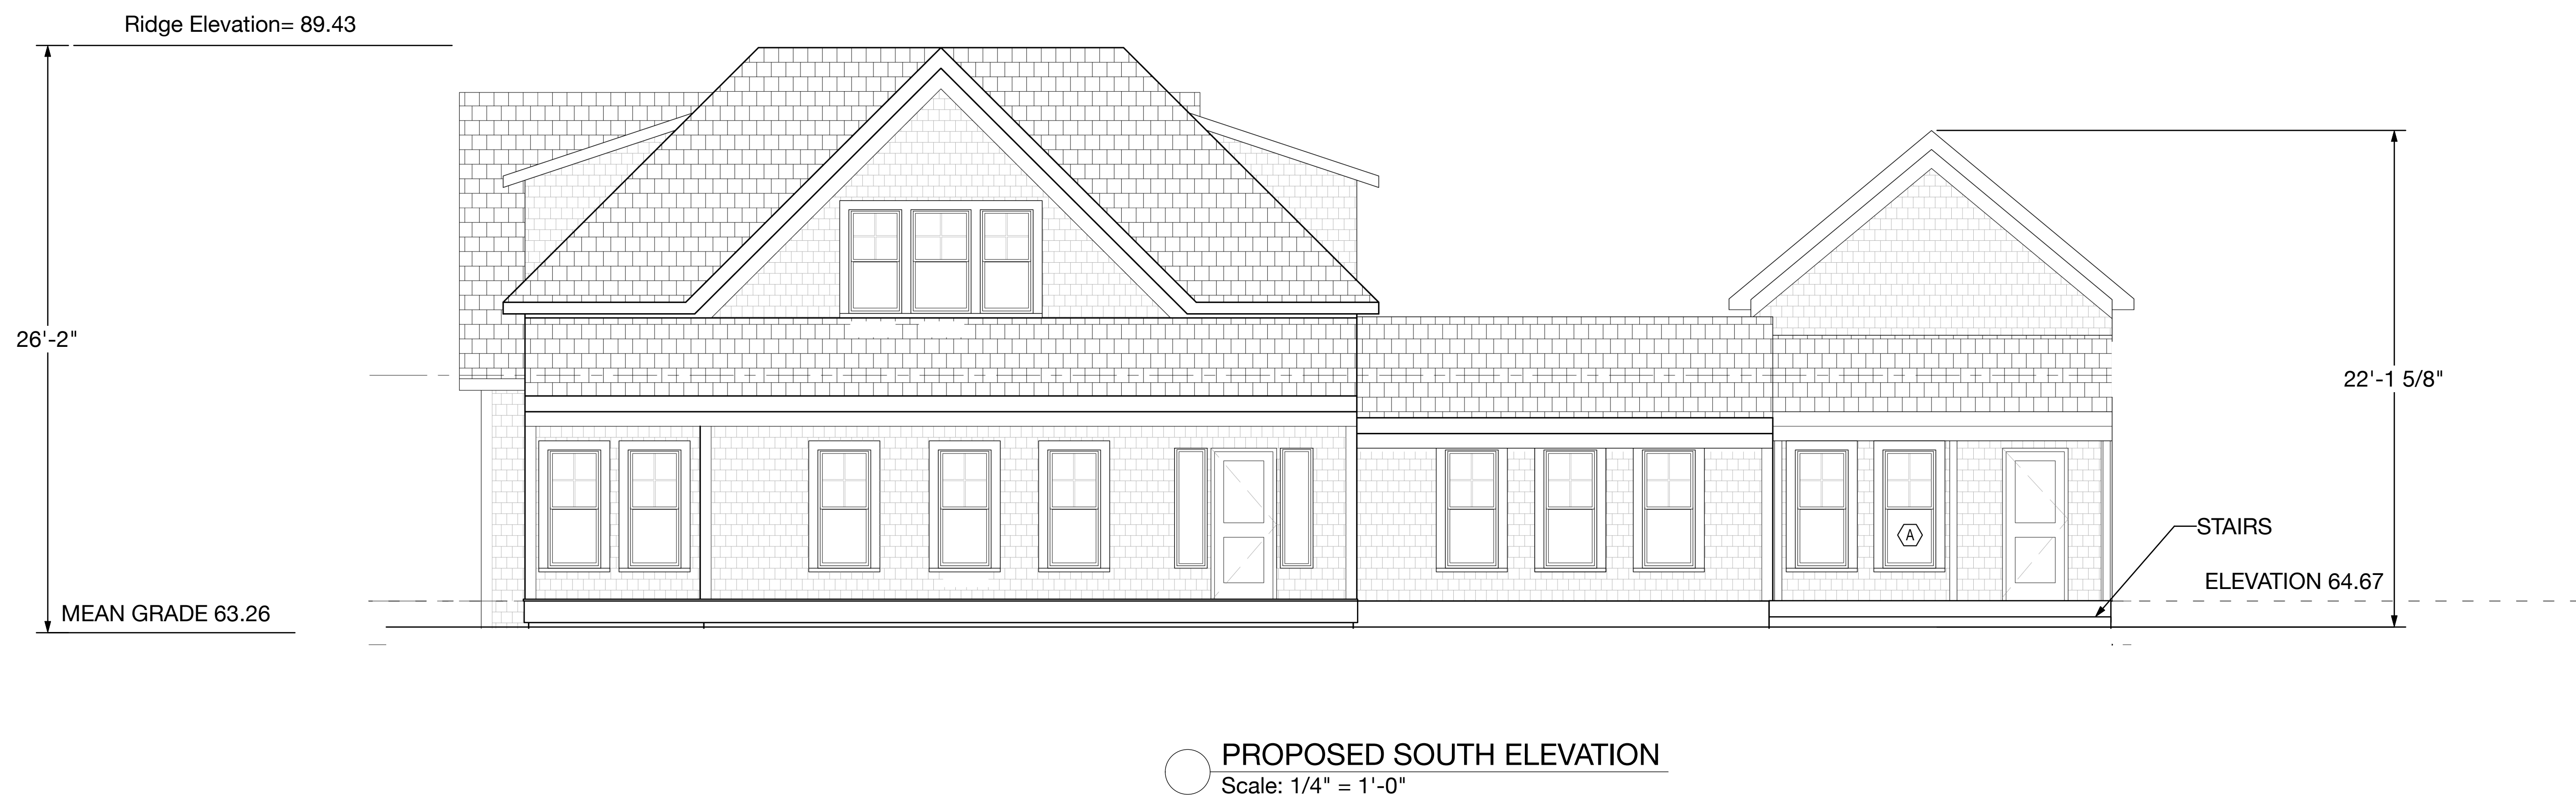 Ridge Elevation= 89.43
26'-2"
22'-1 5/8"
A
STAIRS
ELEVATION 64.67
MEAN GRADE 63.26
PROPOSED SOUTH ELEVATION
Scale: 1/4" = 1'-0"